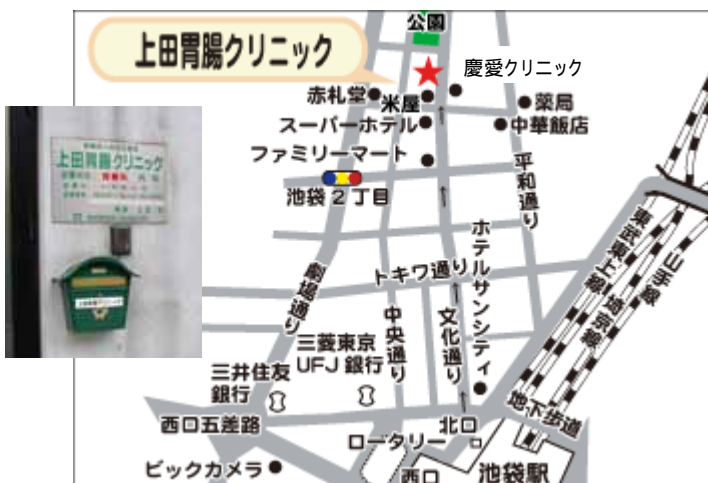 公園
上田胃腸クリニック
慶愛クリニック
赤札堂
米屋
薬局
スーパーホテル
中華飯店
ファミリーマート
上田胃腸クリニック
池袋2丁目
平和通り
ホテルサンシティ
東武東上線
埼京線
山手線
トキワ通り
劇場通り
中央通り
文化通り
三菱東京
UFJ 銀行
三井住友
銀行
地下歩道
西口五差路
北口
ロータリー
ビックカメラ
西口
池袋駅